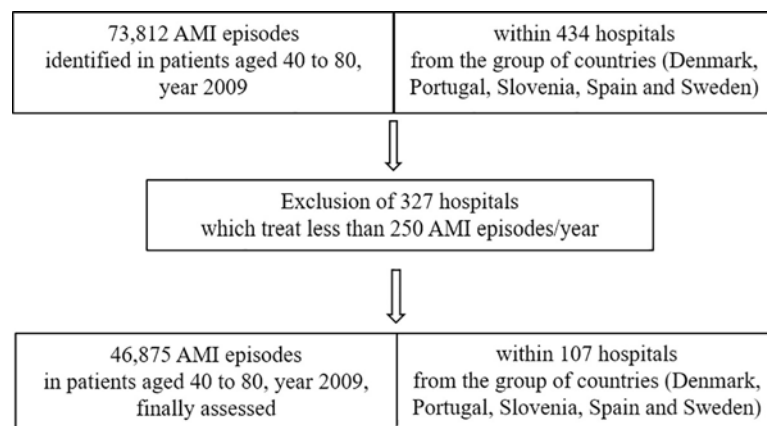 73,812 AMI episodes
identified in patients aged 40 to 80,
year 2009
within 434 hospitals
from the group of countries (Denmark,
Portugal, Slovenia, Spain and Sweden)
Exclusion of 327 hospitals
which treat less than 250 AMI episodes/year
46,875 AMI episodes
in patients aged 40 to 80, year 2009,
finally assessed
within 107 hospitals
from the group of countries (Denmark,
Portugal, Slovenia, Spain and Sweden)